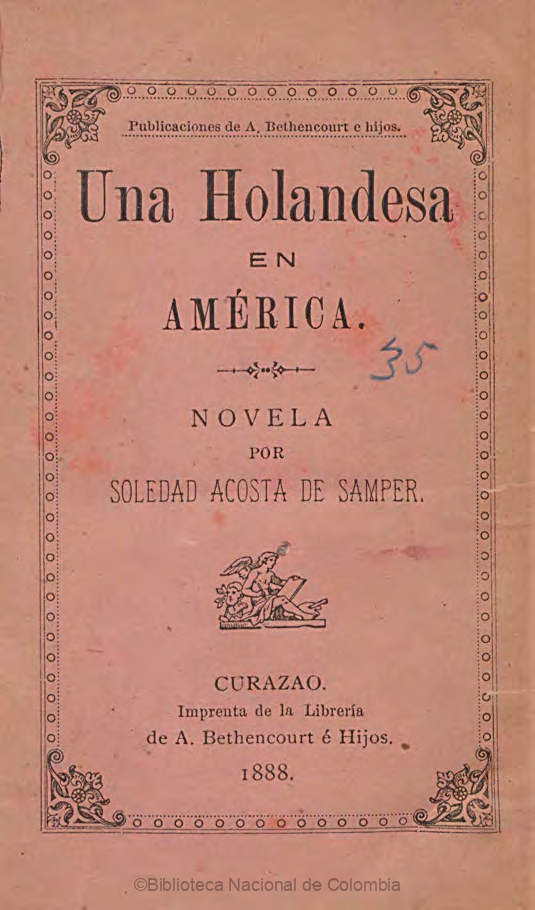 Publicaciones de A. Bethencourt e hijos.
Una Holandesa
EN
AMÉRICA.
35
NOVELA
POR
SOLEDAD ACOSTA DE SAMPER.
CURAZAO.
Imprenta de la Librería
de A. Bethencourt é Hijos.
1888.
©Biblioteca Nacional de Colombia